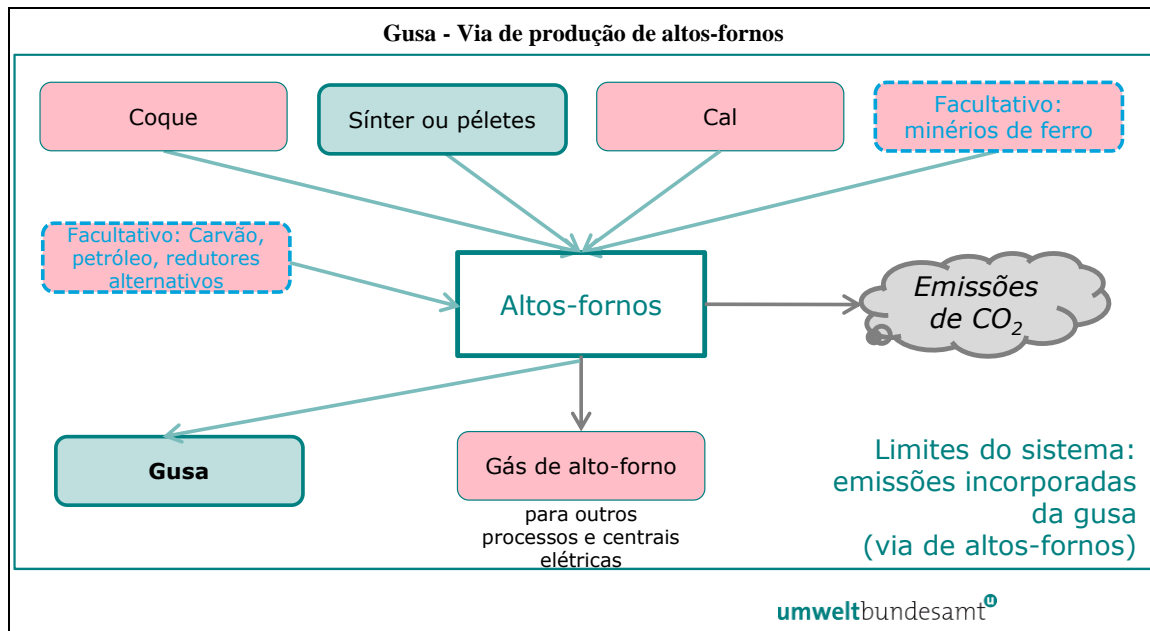 Gusa - Via de produção de altos-fornos
Coque
Sínter ou péletes
Cal
Facultativo:
minérios de ferro
Facultativo: Carvão,
petróleo, redutores
alternativos
Altos-fornos
Emissões
de CO₂
Gusa
Gás de alto-forno
para outros
processos e centrais
elétricas
Limites do sistema:
emissões incorporadas
da gusa
(via de altos-fornos)
umweltbundesamt
u